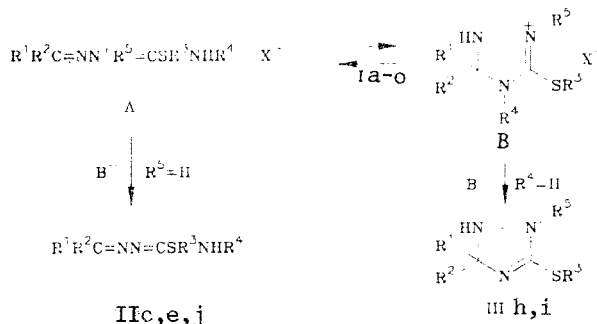 R¹R²C=NN⁺R⁵=CSR³NHR⁴ X⁻
A
Ia-o
HN
N⁺
R⁵
R¹
R²
N
SR³
X⁻
R⁴
B
B⁻
R⁵=H
B
R⁴-H
R¹R²C=NN=CSR³NHR⁴
HN
N
R⁵
R¹
R²
N
SR³
IIc,e,j
III h,i